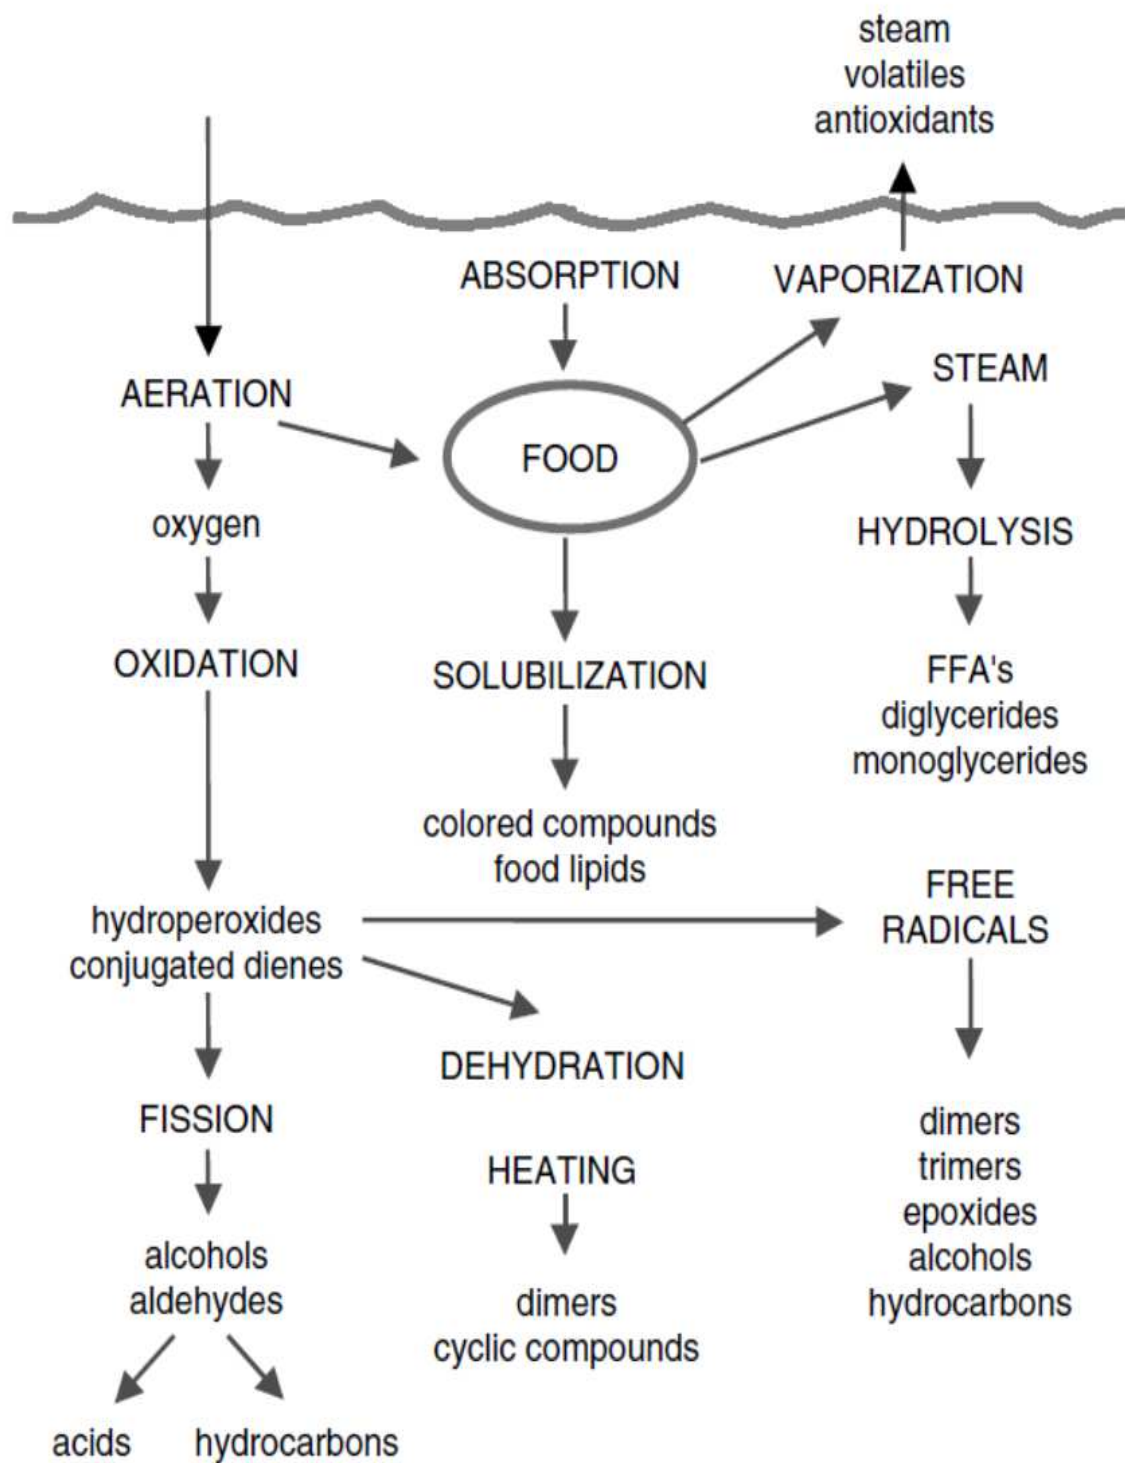 steam
volatiles
antioxidants
ABSORPTION
VAPORIZATION
AERATION
STEAM
FOOD
oxygen
HYDROLYSIS
OXIDATION
SOLUBILIZATION
FFA's
diglycerides
monoglycerides
colored compounds
food lipids
hydroperoxides
conjugated dienes
FREE
RADICALS
DEHYDRATION
FISSION
HEATING
dimers
trimers
epoxides
alcohols
hydrocarbons
alcohols
aldehydes
dimers
cyclic compounds
acids
hydrocarbons